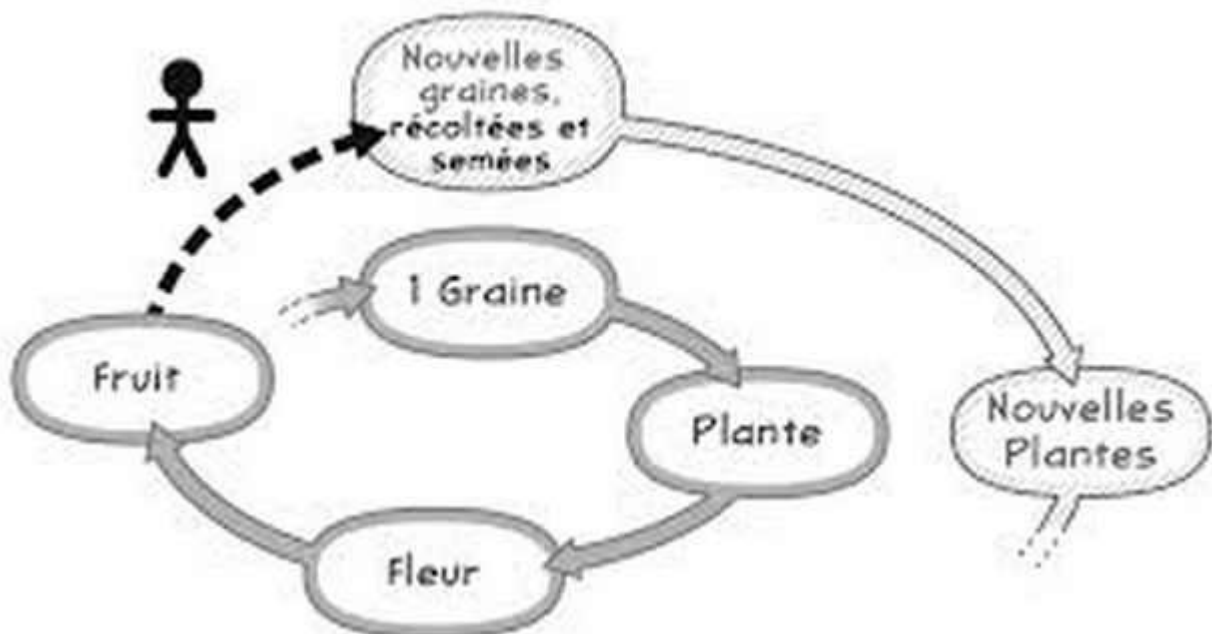 Nouvelles
graines,
récoltées et
semées
1 Graine
Fruit
Plante
Nouvelles
Plantes
Fleur